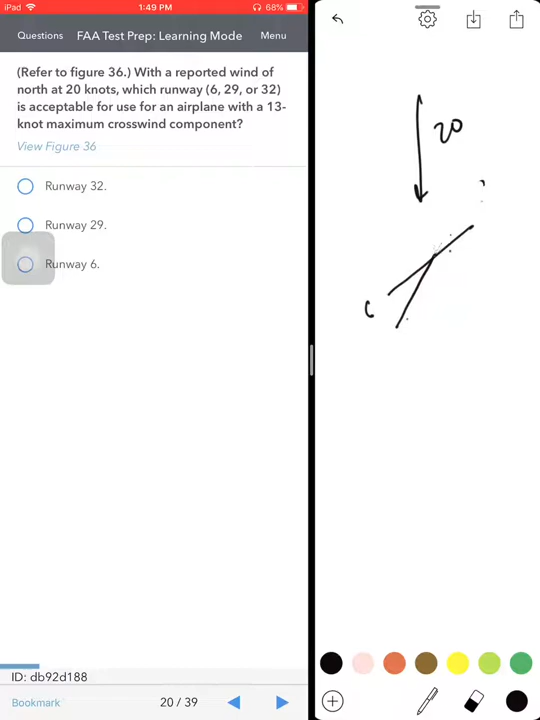 iPad
1:49 PM
68%
Questions
FAA Test Prep: Learning Mode
Menu
(Refer to figure 36.) With a reported wind of
north at 20 knots, which runway (6, 29, or 32)
is acceptable for use for an airplane with a 13-
knot maximum crosswind component?
View Figure 36
Runway 32.
Runway 29.
Runway 6.
ID: db92d188
Bookmark
20 / 39
20